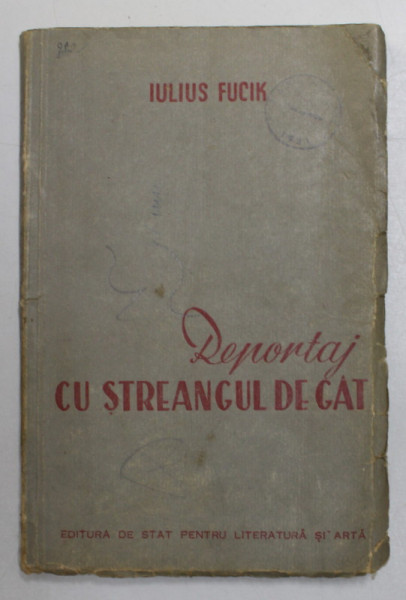 IULIUS FUCIK
Reportaj
CU ȘTREANGUL DE GÂT
EDITURA DE STAT PENTRU LITERATURĂ ȘI ARTĂ